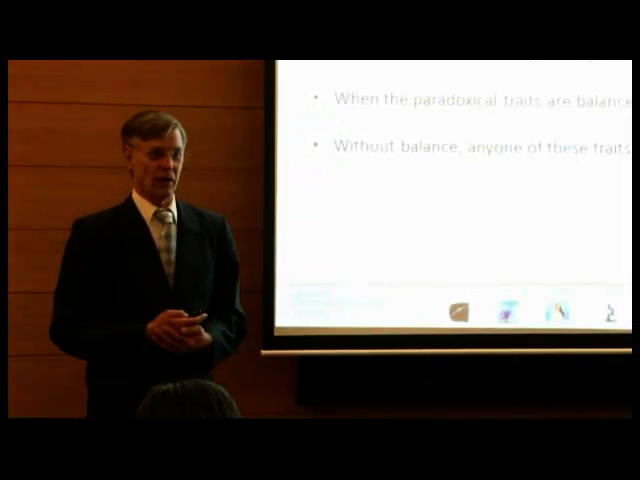 • When the paradoxical traits are balance
• Without balance, anyone of these traits